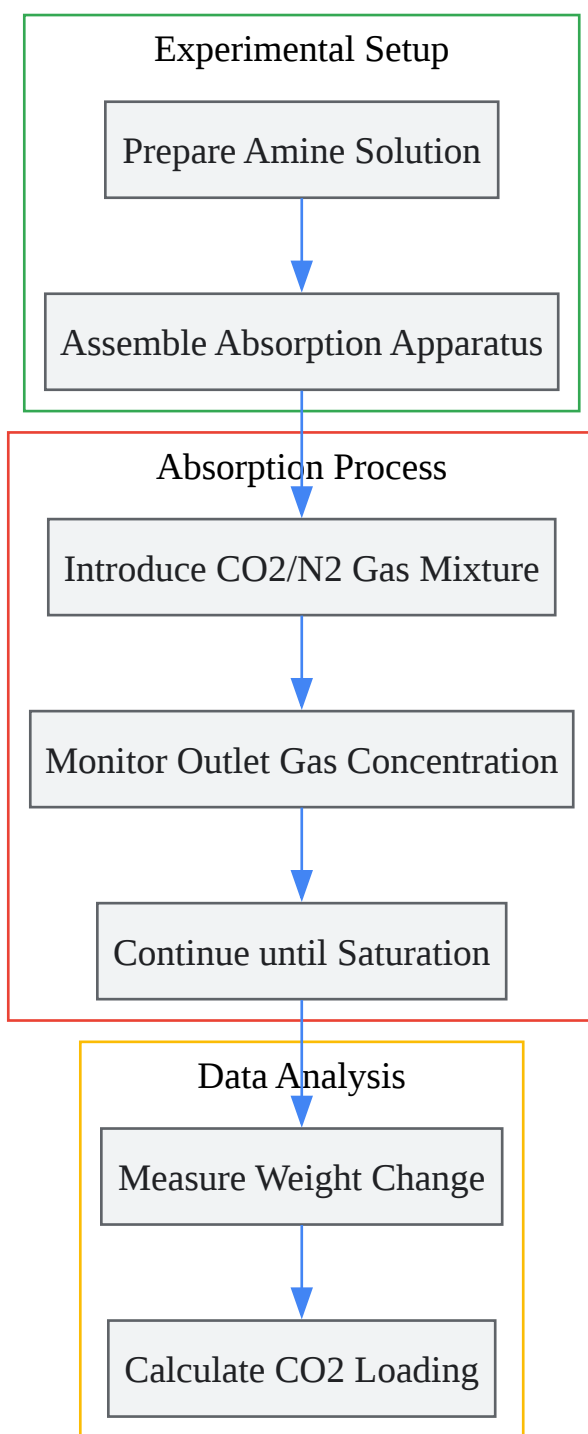 Experimental Setup
Prepare Amine Solution
Assemble Absorption Apparatus
Absorption Process
Introduce CO2/N2 Gas Mixture
Monitor Outlet Gas Concentration
Continue until Saturation
Data Analysis
Measure Weight Change
Calculate CO2 Loading